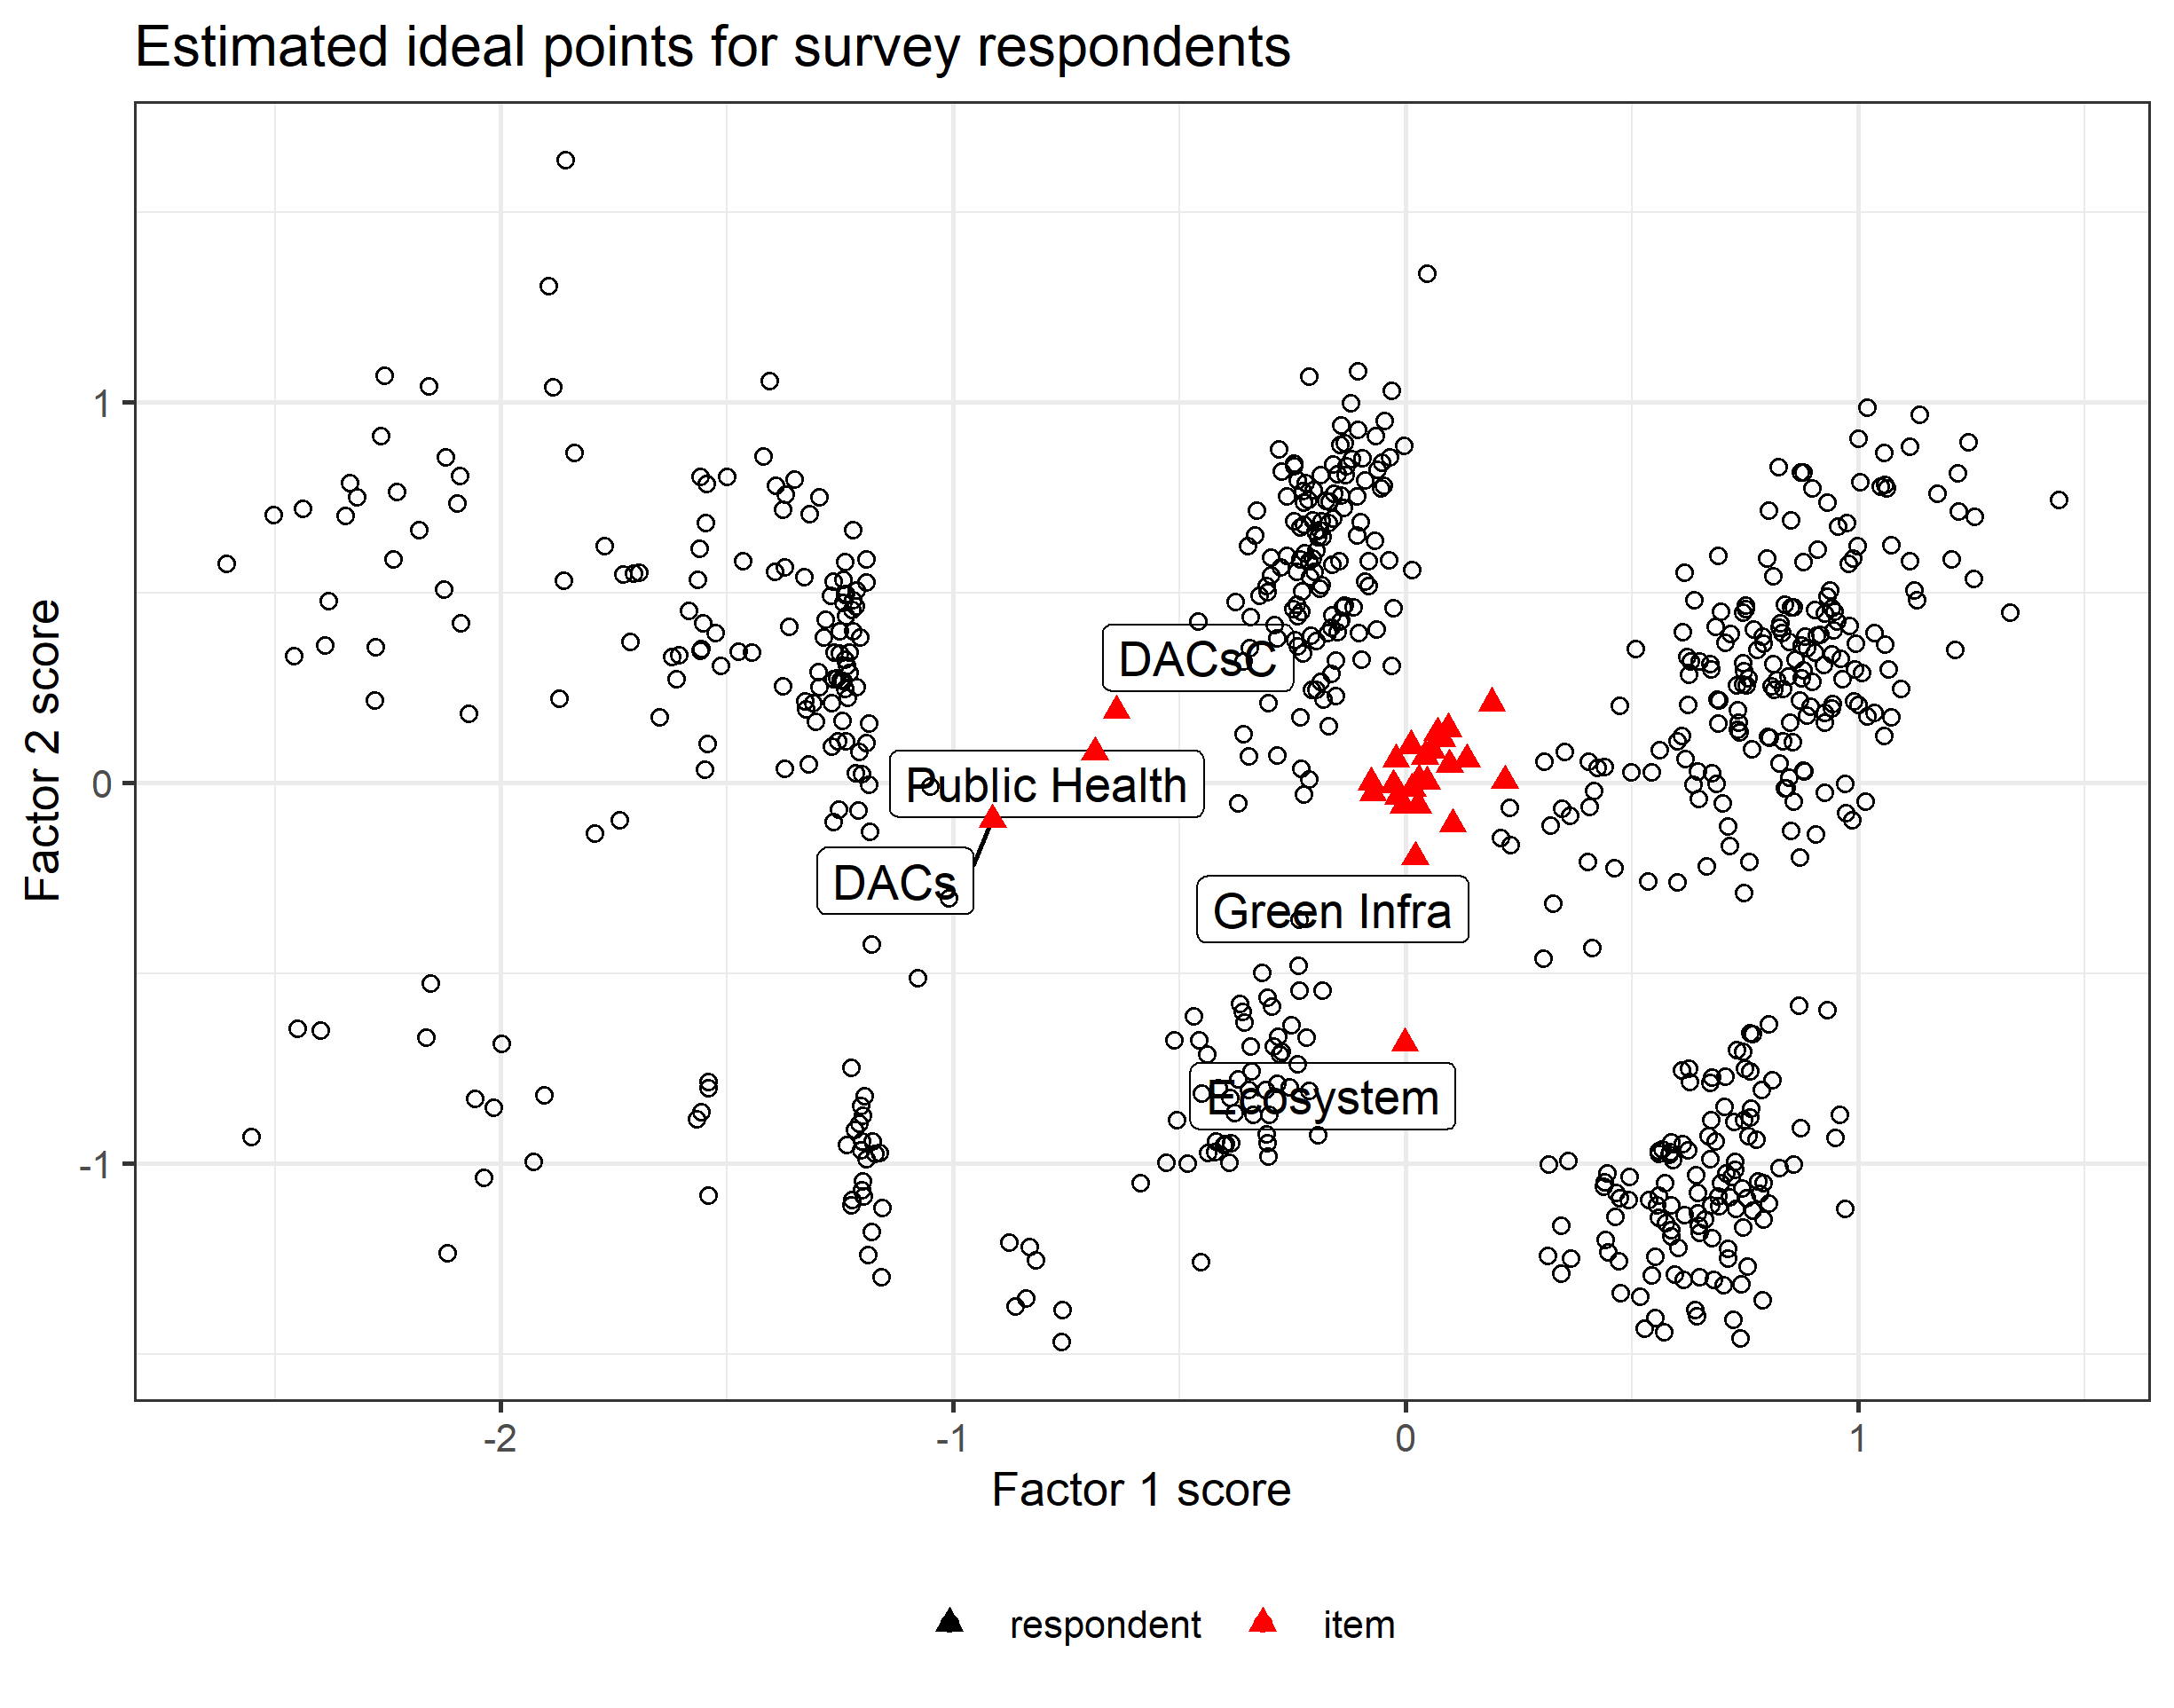 Estimated ideal points for survey respondents
Factor 2 score
1
0
-1
DACsC
Public Health
DACs
Green Infra
Ecosystem
-2
-1
0
1
Factor 1 score
respondent
item